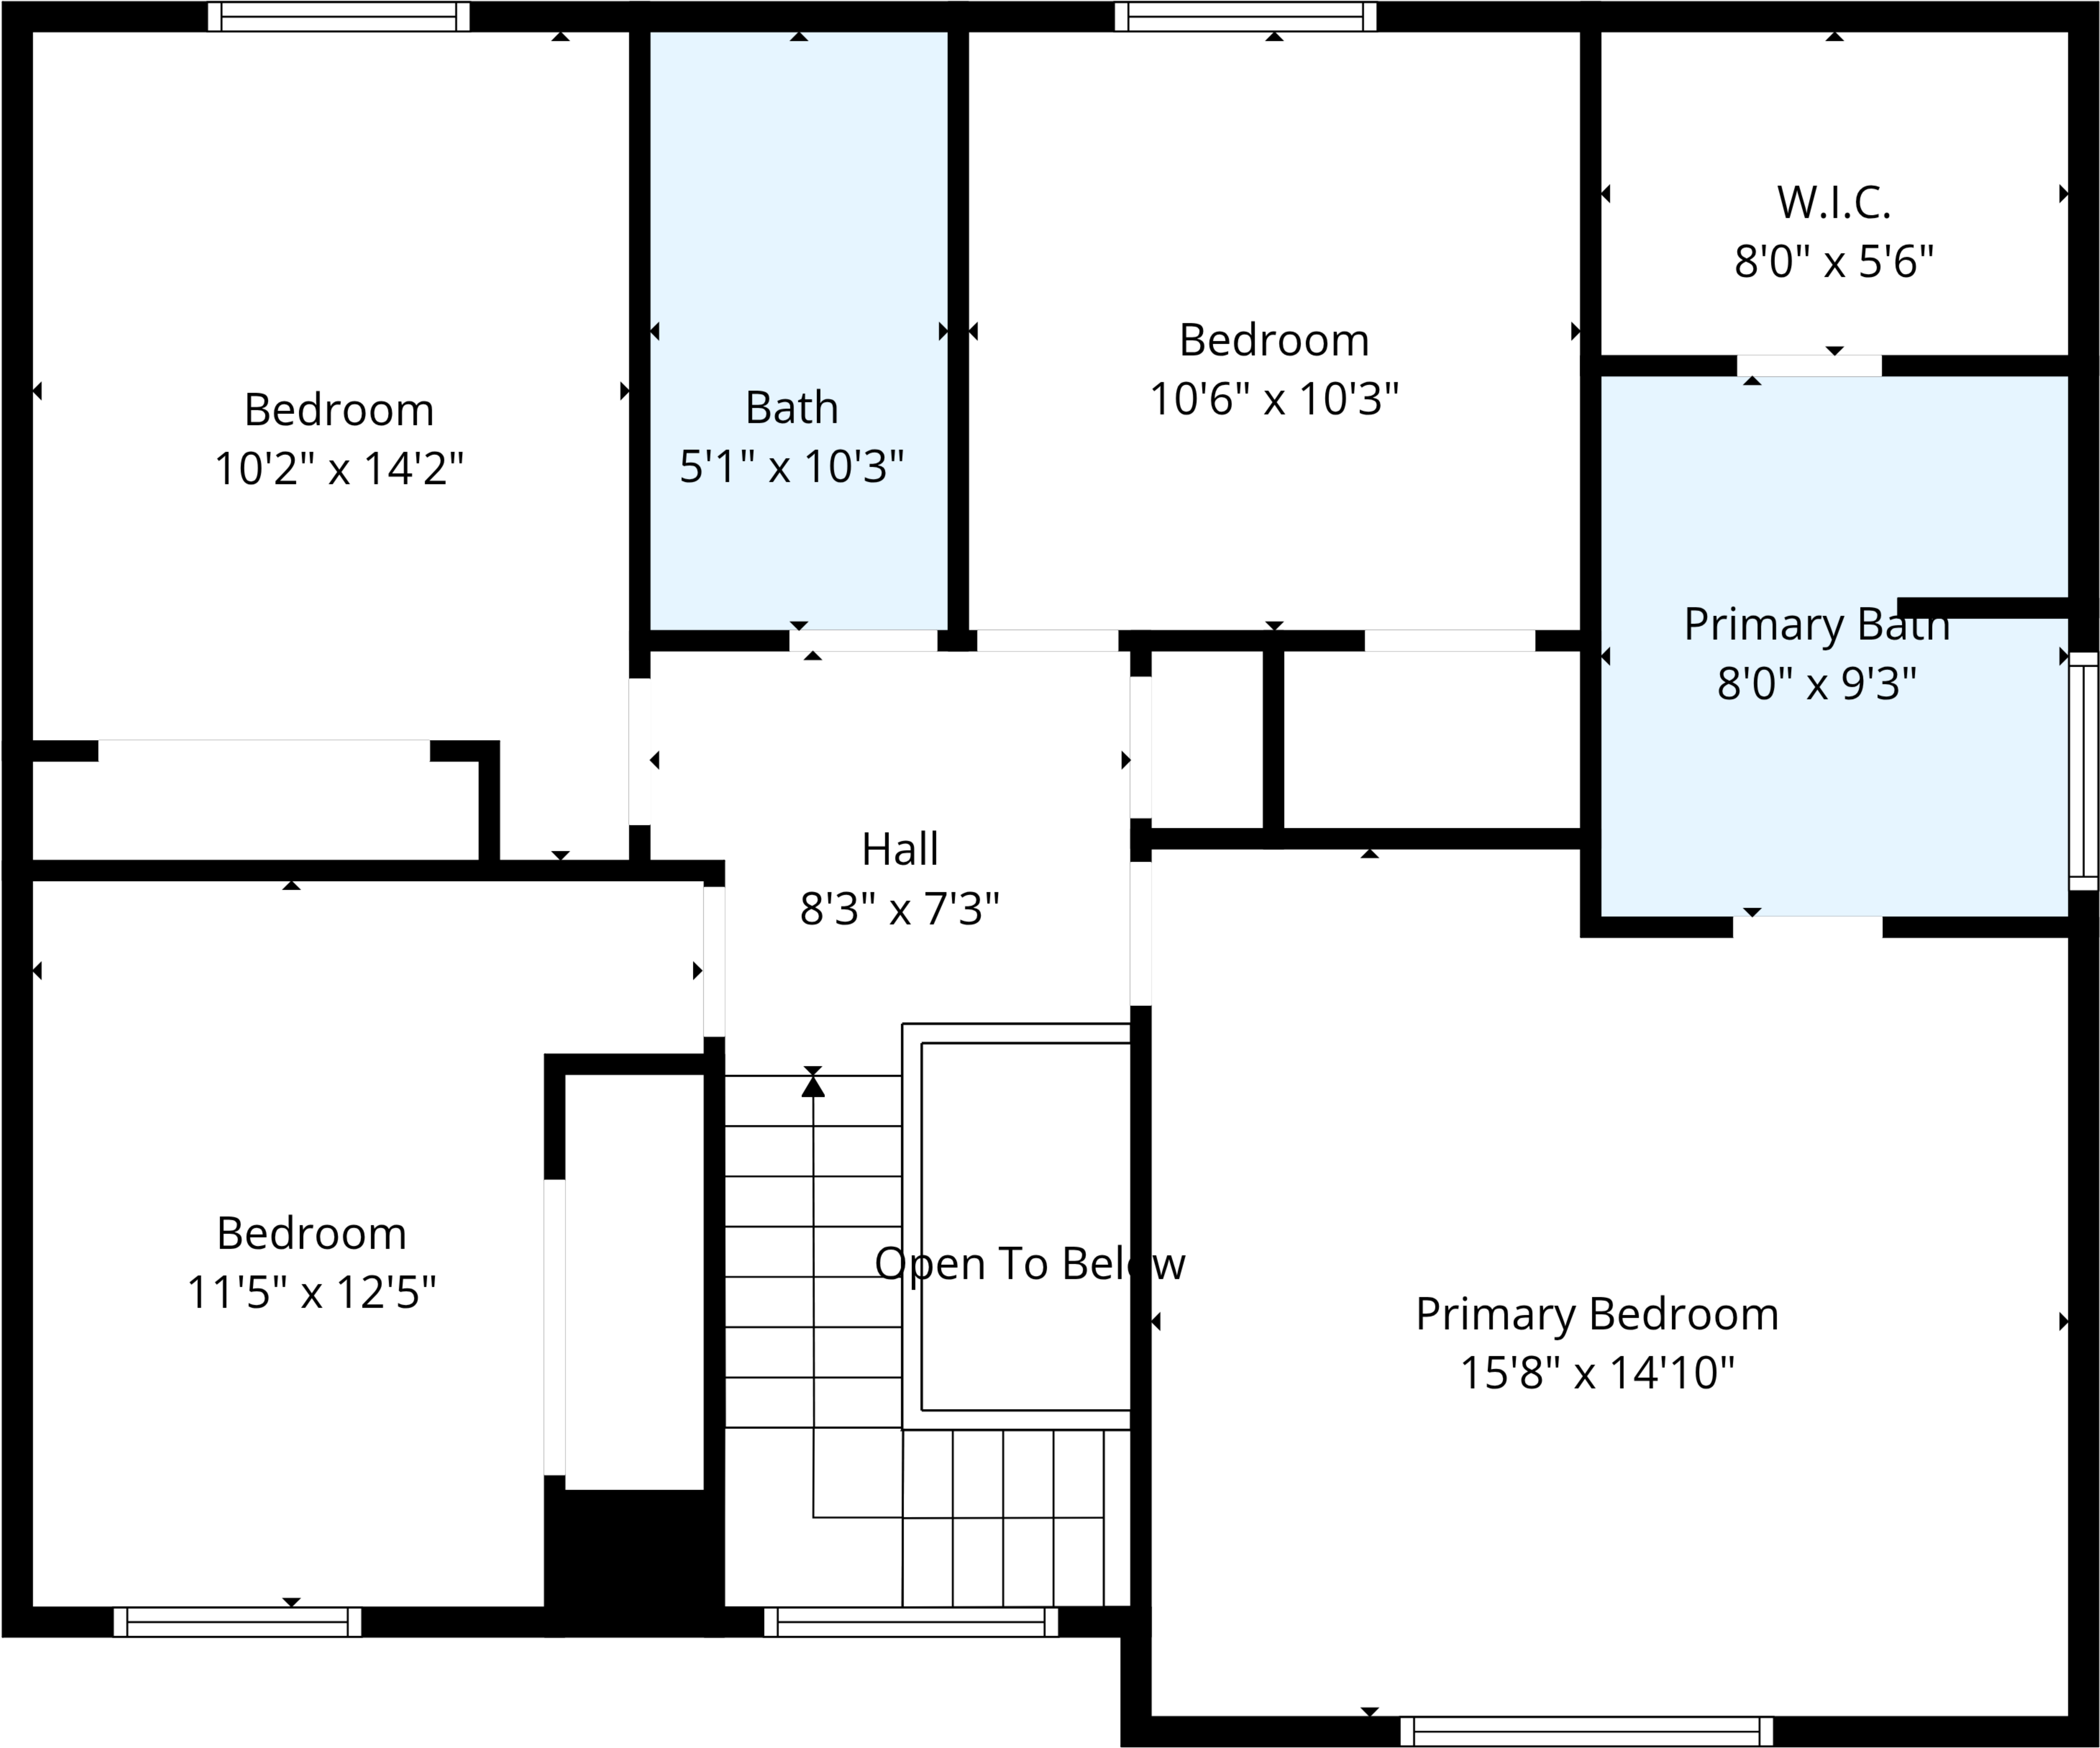 W.I.C.
8'0" x 5'6"
Bedroom
10'6" x 10'3"
Bath
5'1" x 10'3"
Bedroom
10'2" x 14'2"
Primary Bath
8'0" x 9'3"
Hall
8'3" x 7'3"
Bedroom
11'5" x 12'5"
Open To Below
Primary Bedroom
15'8" x 14'10"